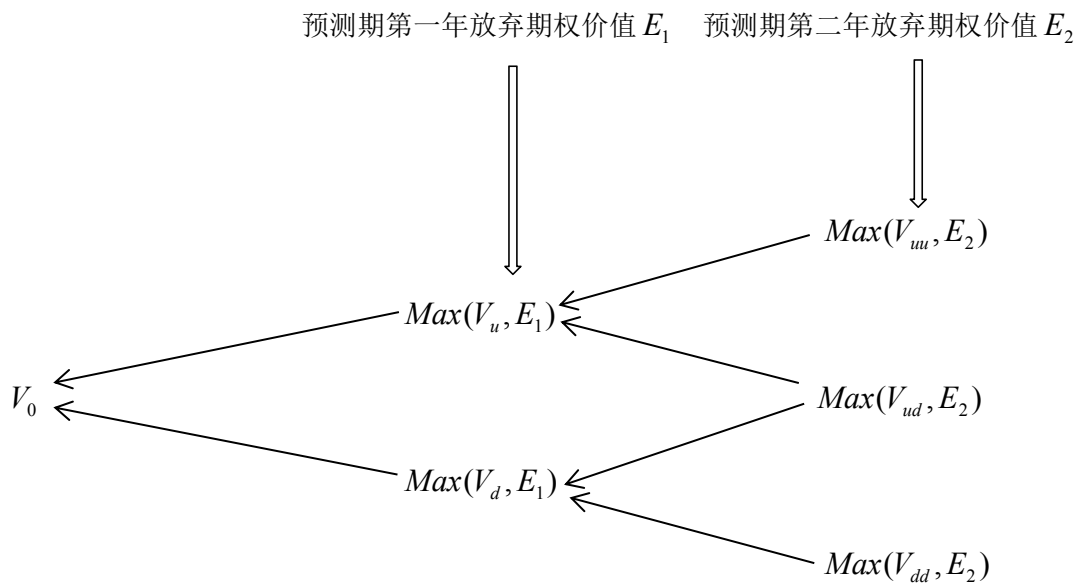 预测期第一年放弃期权价值 E₁ 预测期第二年放弃期权价值 E₂
Max(V_uu, E₂)
Max(V_u, E₁)
V₀
Max(V_ud, E₂)
Max(V_d, E₁)
Max(V_dd, E₂)